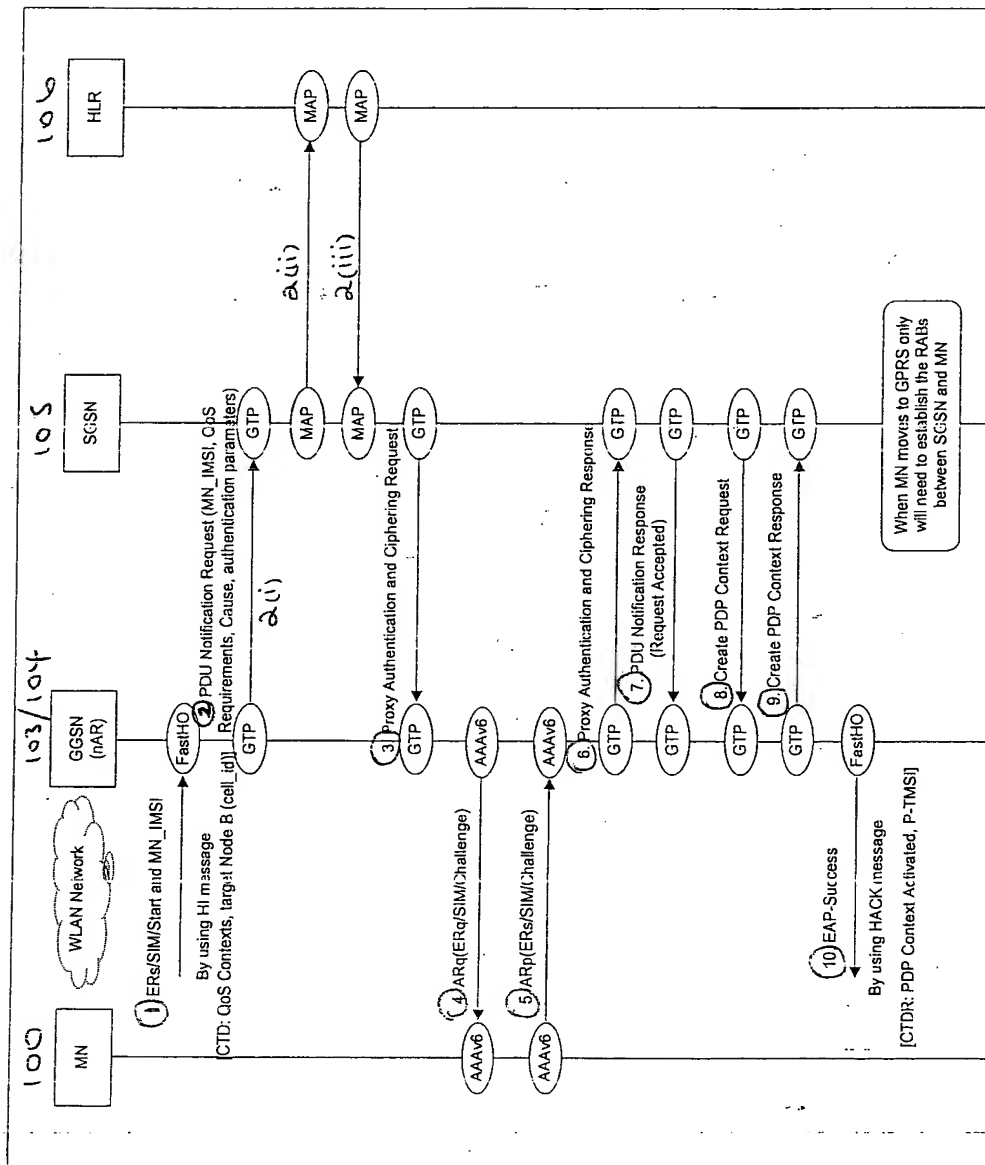 100
103/104
105
106
MN
WLAN Network
GGSN
(nAR)
SGSN
HLR
1 ERs/SIM/Start and MN_IMSI
FastHO
By using HI message
[CTD: QoS Contexts, target Node B (cell_id)]
2 PDU Notification Request (MN_IMSI, QoS
Requirements, Cause, authentication parameters)
GTP
2(i)
GTP
MAP
2(ii)
MAP
MAP
2(iii)
MAP
3. Proxy Authentication and Ciphering Request
GTP
GTP
4. ARq(ERq/SIM/Challenge)
AAAv6
AAAv6
5. ARp(ERs/SIM/Challenge)
AAAv6
AAAv6
6. Proxy Authentication and Ciphering Response
GTP
GTP
7. PDU Notification Response
(Request Accepted)
GTP
GTP
8. Create PDP Context Request
GTP
GTP
9. Create PDP Context Response
GTP
GTP
10 EAP-Success
FastHO
By using HACK message
[CTDR: PDP Context Activated, P-TMSI]
When MN moves to GPRS only
will need to establish the RABs
between SGSN and MN